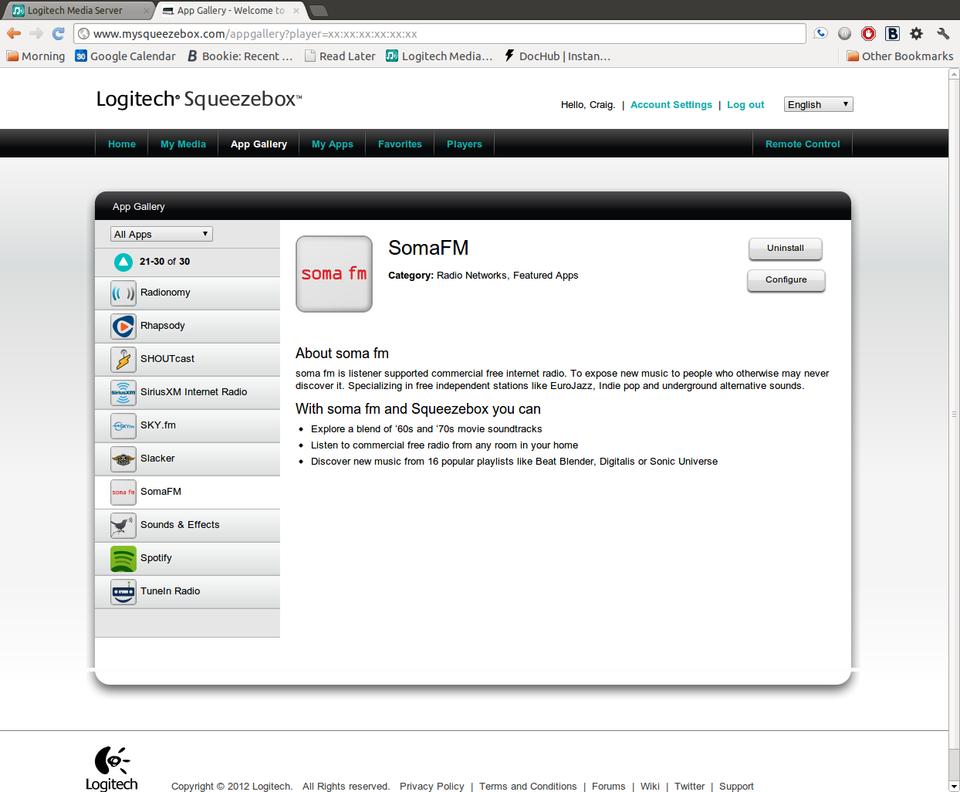 Logitech Media Server
App Gallery - Welcome to
www.mysqueezebox.com/appgallery?player=xx:xx:xx:xx:xx:xx
Morning
30 Google Calendar
B Bookie: Recent ...
Read Later
Logitech Media...
DocHub | Instan...
Other Bookmarks
Logitech® Squeezebox™
Hello, Craig. | Account Settings | Log out
English
Home
My Media
App Gallery
My Apps
Favorites
Players
Remote Control
App Gallery
All Apps
21-30 of 30
Radionomy
Rhapsody
SHOUTcast
SiriusXM SiriusXM Internet Radio
SKY.fm SKY.fm
Slacker
soma fm SomaFM
Sounds & Effects
Spotify
TuneIn Radio
soma fm
SomaFM
Category: Radio Networks, Featured Apps
Uninstall
Configure
About soma fm
soma fm is listener supported commercial free internet radio. To expose new music to people who otherwise may never
discover it. Specializing in free independent stations like EuroJazz, Indie pop and underground alternative sounds.
With soma fm and Squeezebox you can
• Explore a blend of '60s and '70s movie soundtracks
• Listen to commercial free radio from any room in your home
• Discover new music from 16 popular playlists like Beat Blender, Digitalis or Sonic Universe
Logitech
Copyright © 2012 Logitech. All Rights reserved. Privacy Policy | Terms and Conditions | Forums | Wiki | Twitter | Support